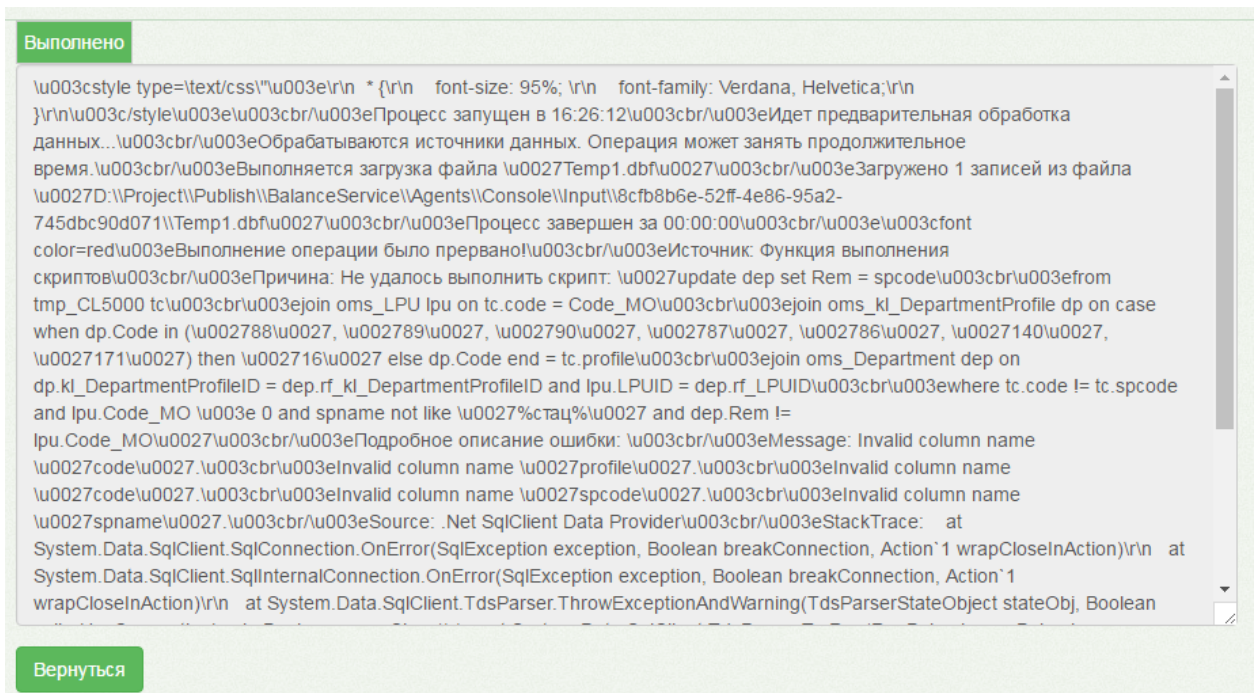 Выполнено
\u003cstyle type=\text/css\"\u003e\r\n * {\r\n font-size: 95%; \r\n font-family: Verdana, Helvetica;\r\n
}\r\n\u003c/style\u003e\u003cbr/\u003eПроцесс запущен в 16:26:12\u003cbr/\u003eИдет предварительная обработка
данных...\u003cbr/\u003eОбрабатываются источники данных. Операция может занять продолжительное
время.\u003cbr/\u003eВыполняется загрузка файла \u0027Temp1.dbf\u0027\u003cbr/\u003eЗагружено 1 записей из файла
\u0027D:\\Project\\Publish\\BalanceService\\Agents\\Console\\Input\\8cfb8b6e-52ff-4e86-95a2-
745dbc90d071\\Temp1.dbf\u0027\u003cbr/\u003eПроцесс завершен за 00:00:00\u003cbr/\u003e\u003cfont
color=red\u003eВыполнение операции было прервано!\u003cbr/\u003eИсточник: Функция выполнения
скриптов\u003cbr/\u003eПричина: Не удалось выполнить скрипт: \u0027update dep set Rem = spcode\u003cbr\u003efrom
tmp_CL5000 tc\u003cbr\u003ejoin oms_LPU lpu on tc.code = Code_MO\u003cbr\u003ejoin oms_kl_DepartmentProfile dp on case
when dp.Code in (\u002788\u0027, \u002789\u0027, \u002790\u0027, \u002787\u0027, \u002786\u0027, \u0027140\u0027,
\u0027171\u0027) then \u002716\u0027 else dp.Code end = tc.profile\u003cbr\u003ejoin oms_Department dep on
dp.kl_DepartmentProfileID = dep.rf_kl_DepartmentProfileID and lpu.LPUID = dep.rf_LPUID\u003cbr\u003ewhere tc.code != tc.spcode
and lpu.Code_MO \u003e 0 and spname not like \u0027%стац%\u0027 and dep.Rem !=
lpu.Code_MO\u0027\u003cbr/\u003eПодробное описание ошибки: \u003cbr/\u003eMessage: Invalid column name
\u0027code\u0027.\u003cbr\u003eInvalid column name \u0027profile\u0027.\u003cbr\u003eInvalid column name
\u0027code\u0027.\u003cbr\u003eInvalid column name \u0027spcode\u0027.\u003cbr\u003eInvalid column name
\u0027spname\u0027.\u003cbr/\u003eSource: .Net SqlClient Data Provider\u003cbr/\u003eStackTrace: at
System.Data.SqlClient.SqlConnection.OnError(SqlException exception, Boolean breakConnection, Action`1 wrapCloseInAction)\r\n at
System.Data.SqlClient.SqlInternalConnection.OnError(SqlException exception, Boolean breakConnection, Action`1
wrapCloseInAction)\r\n at System.Data.SqlClient.TdsParser.ThrowExceptionAndWarning(TdsParserStateObject stateObj, Boolean
Вернуться